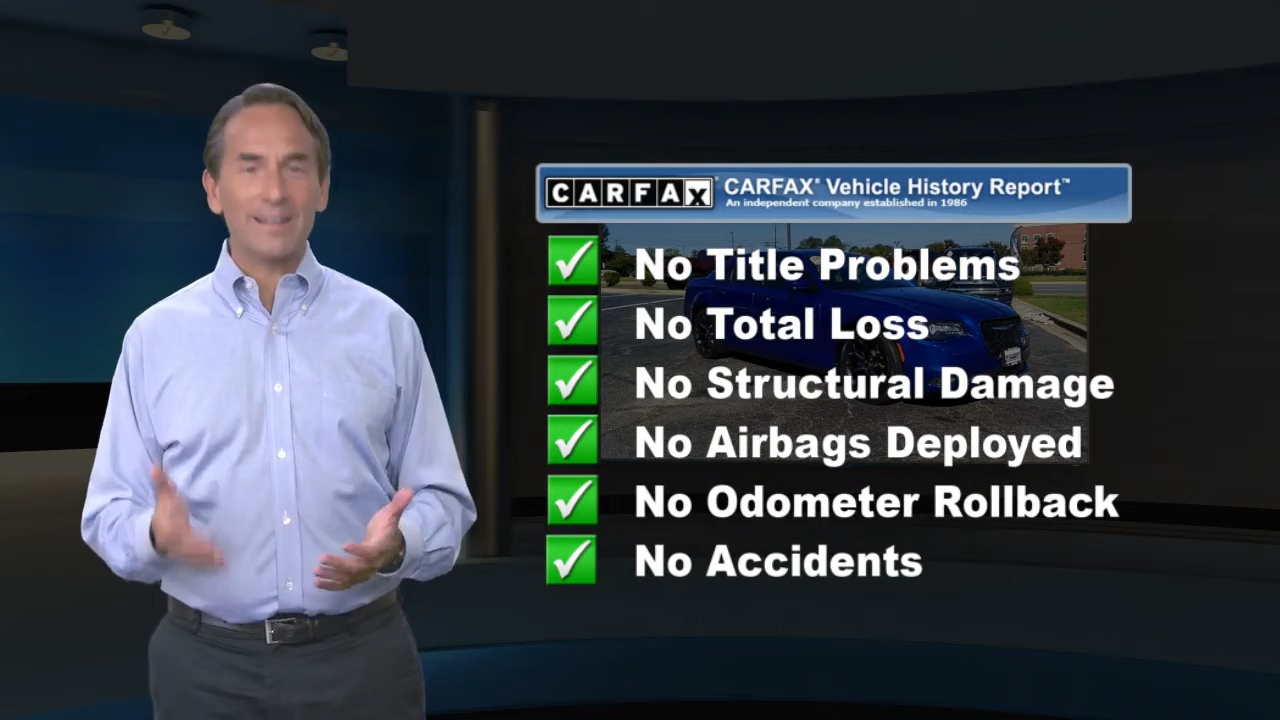 CARFAX® CARFAX® Vehicle History Report™
An independent company established in 1986
No Title Problems
No Total Loss
No Structural Damage
No Airbags Deployed
No Odometer Rollback
No Accidents